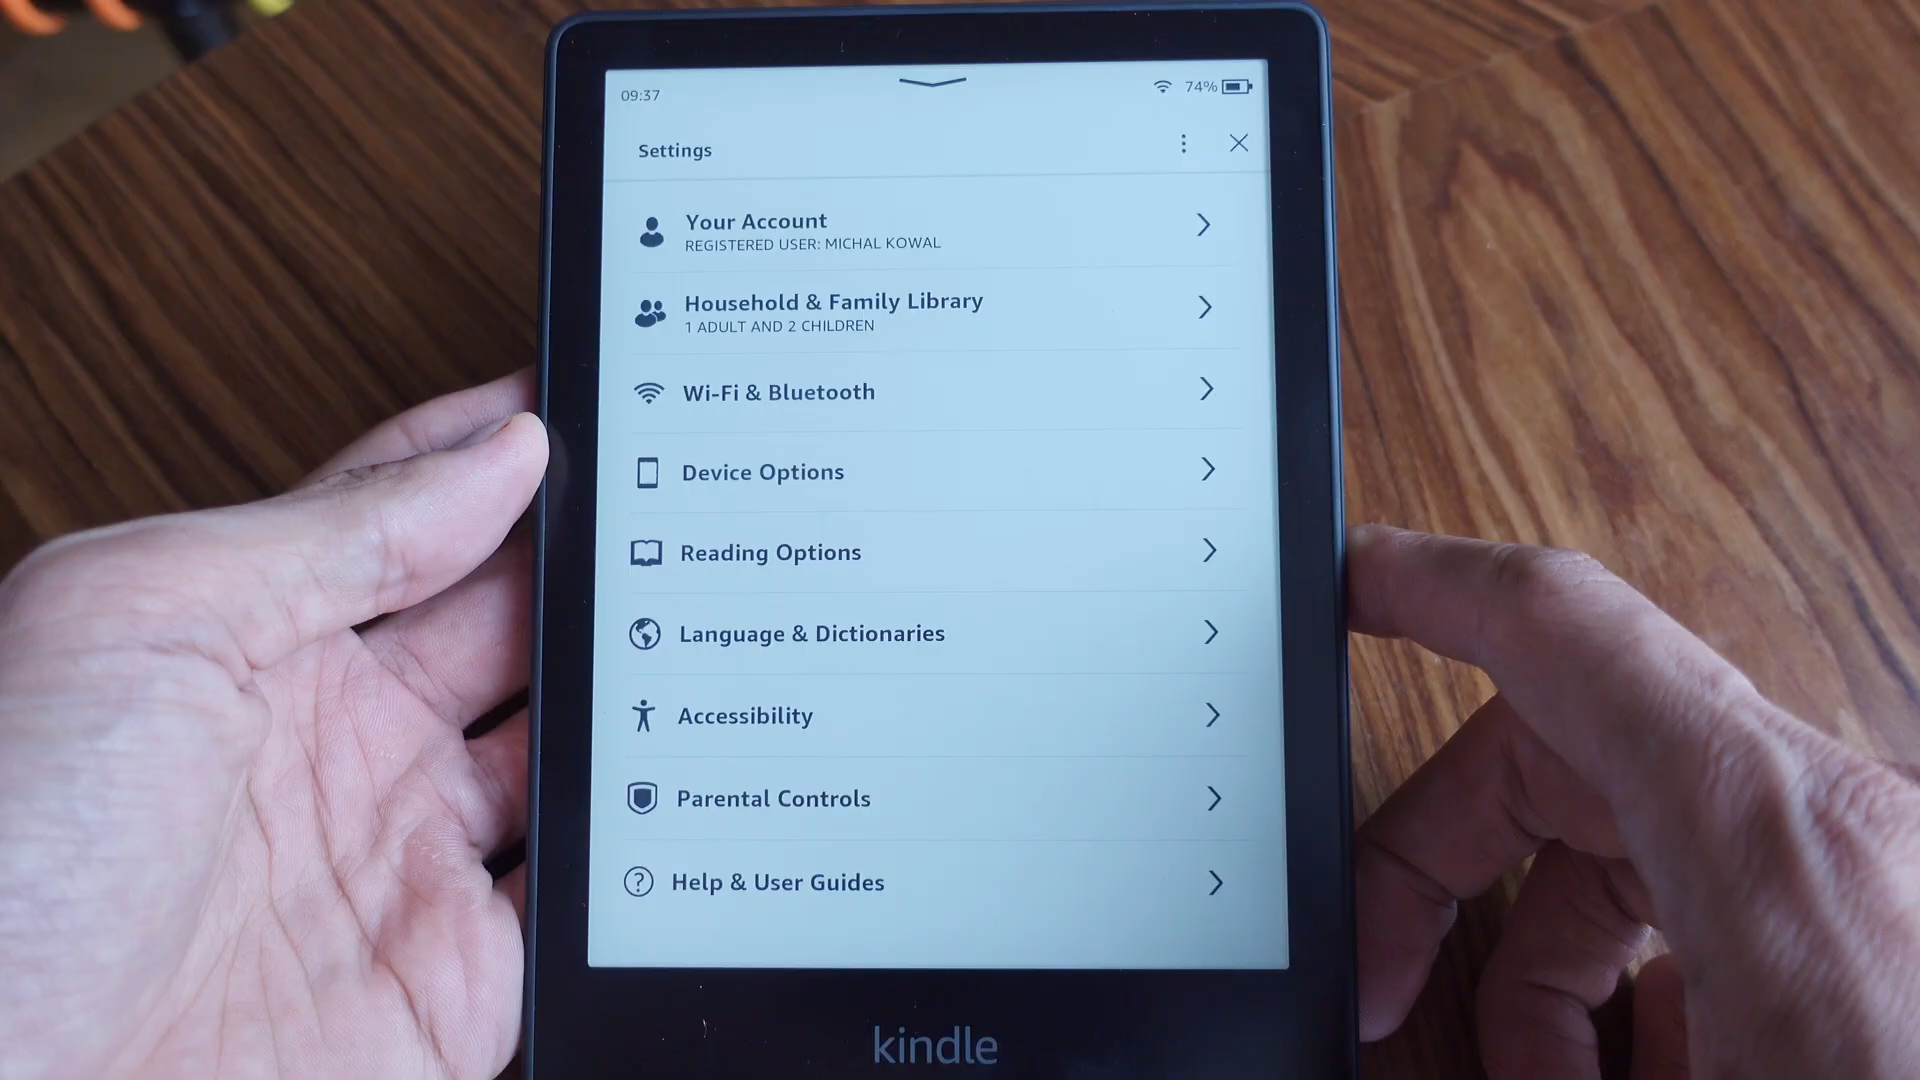 09:37
74%
Settings
Your Account
REGISTERED USER: MICHAL KOWAL
Household & Family Library
1 ADULT AND 2 CHILDREN
Wi-Fi & Bluetooth
Device Options
Reading Options
Language & Dictionaries
Accessibility
Parental Controls
Help & User Guides
kindle